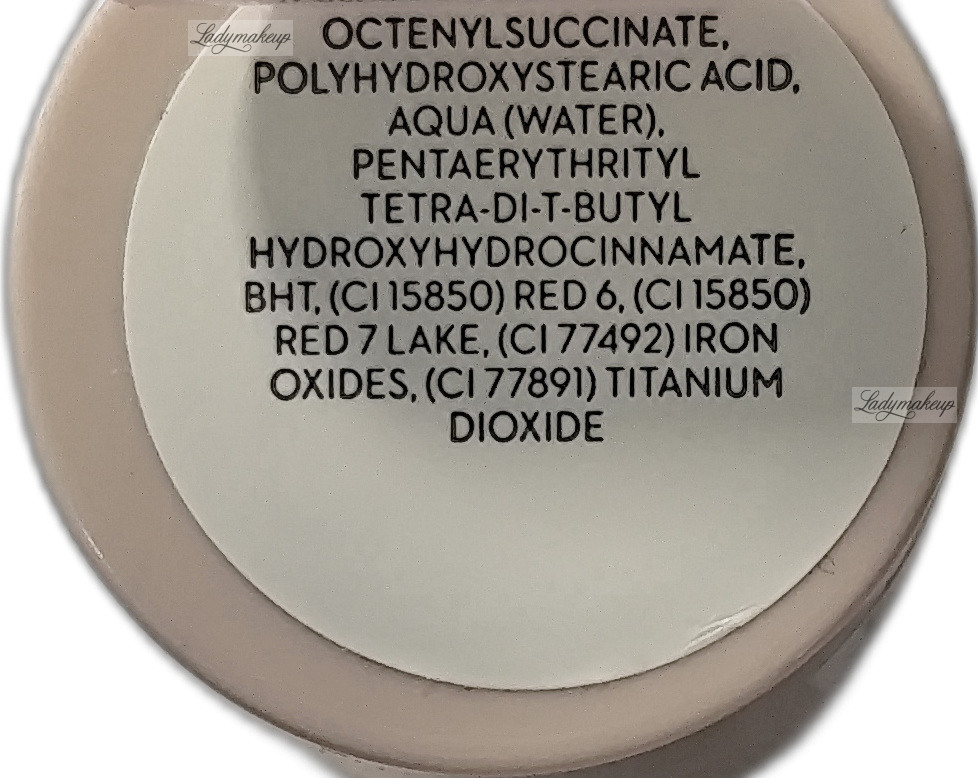 Ladymakeup
OCTENYLSUCCINATE,
POLYHYDROXYSTEARIC ACID,
AQUA (WATER),
PENTAERYTHRITYL
TETRA-DI-T-BUTYL
HYDROXYHYDROCINNAMATE,
BHT, (CI 15850) RED 6, (CI 15850)
RED 7 LAKE, (CI 77492) IRON
OXIDES, (CI 77891) TITANIUM
DIOXIDE
Ladymakeup